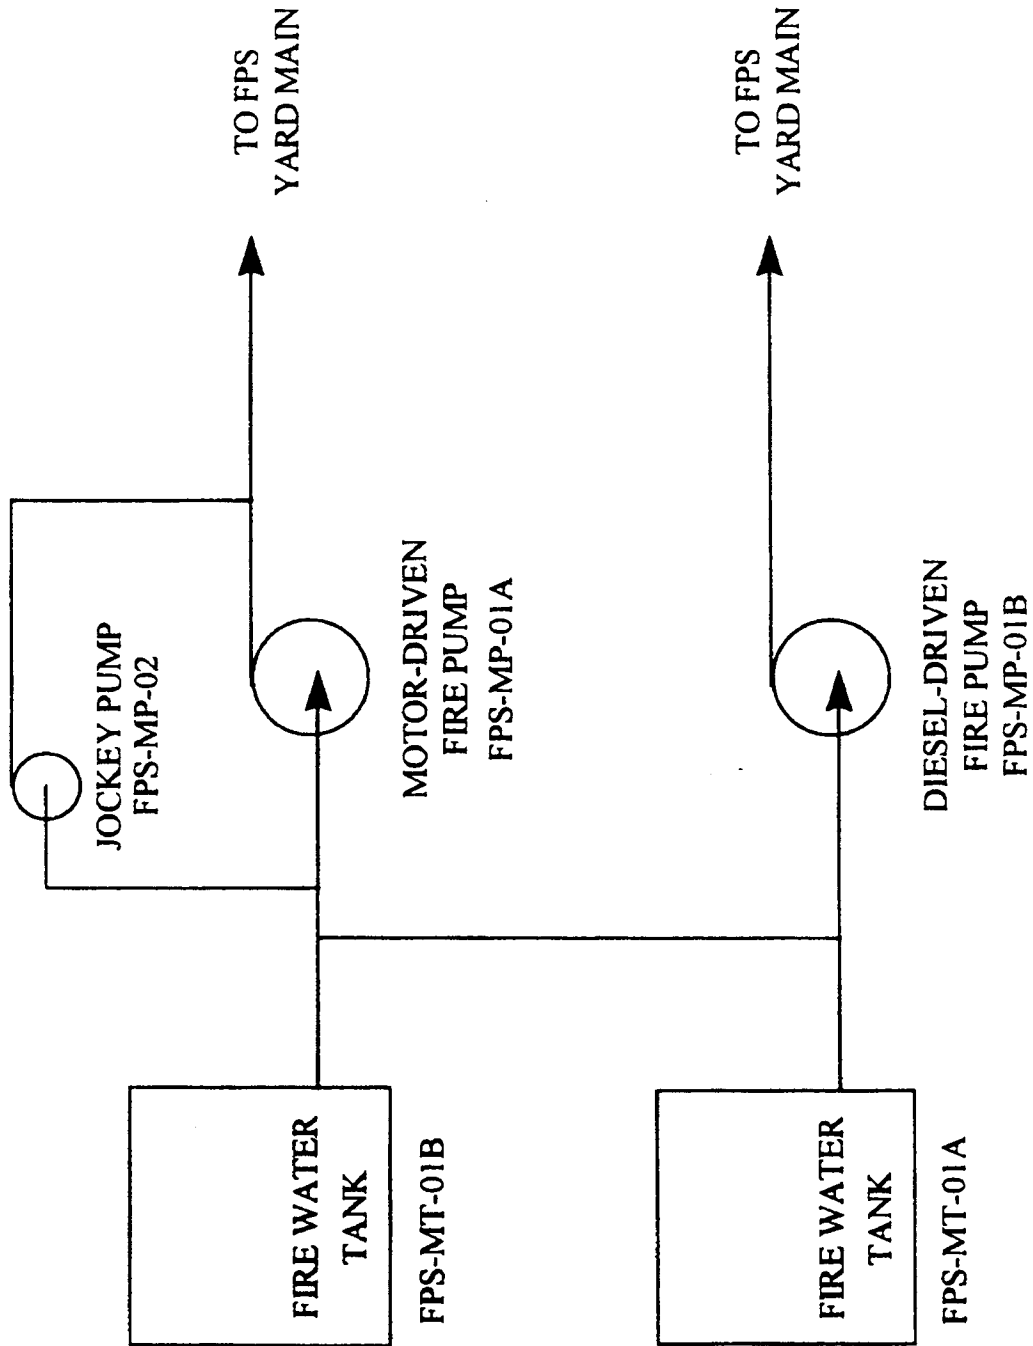 FIRE WATER
TANK
FPS-MT-01B
JOCKEY PUMP
FPS-MP-02
MOTOR-DRIVEN
FIRE PUMP
FPS-MP-01A
TO FPS
YARD MAIN
FIRE WATER
TANK
FPS-MT-01A
DIESEL-DRIVEN
FIRE PUMP
FPS-MP-01B
TO FPS
YARD MAIN